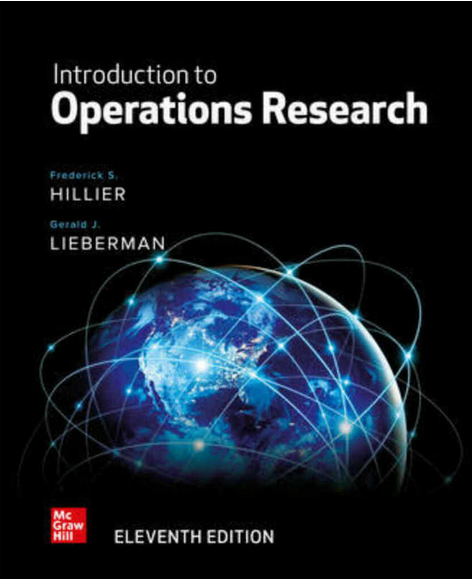 Introduction to
Operations Research
Frederick S.
HILLIER
Gerald J.
LIEBERMAN
Mc
Graw
Hill
ELEVENTH EDITION